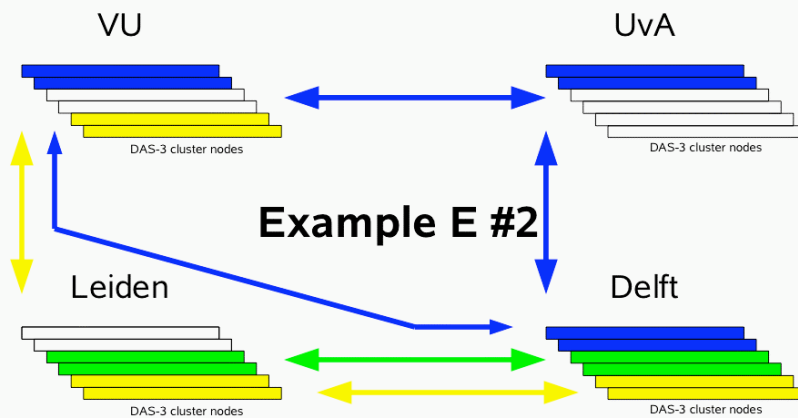 VU
UvA
DAS-3 cluster nodes
DAS-3 cluster nodes
Example E #2
Leiden
Delft
DAS-3 cluster nodes
DAS-3 cluster nodes